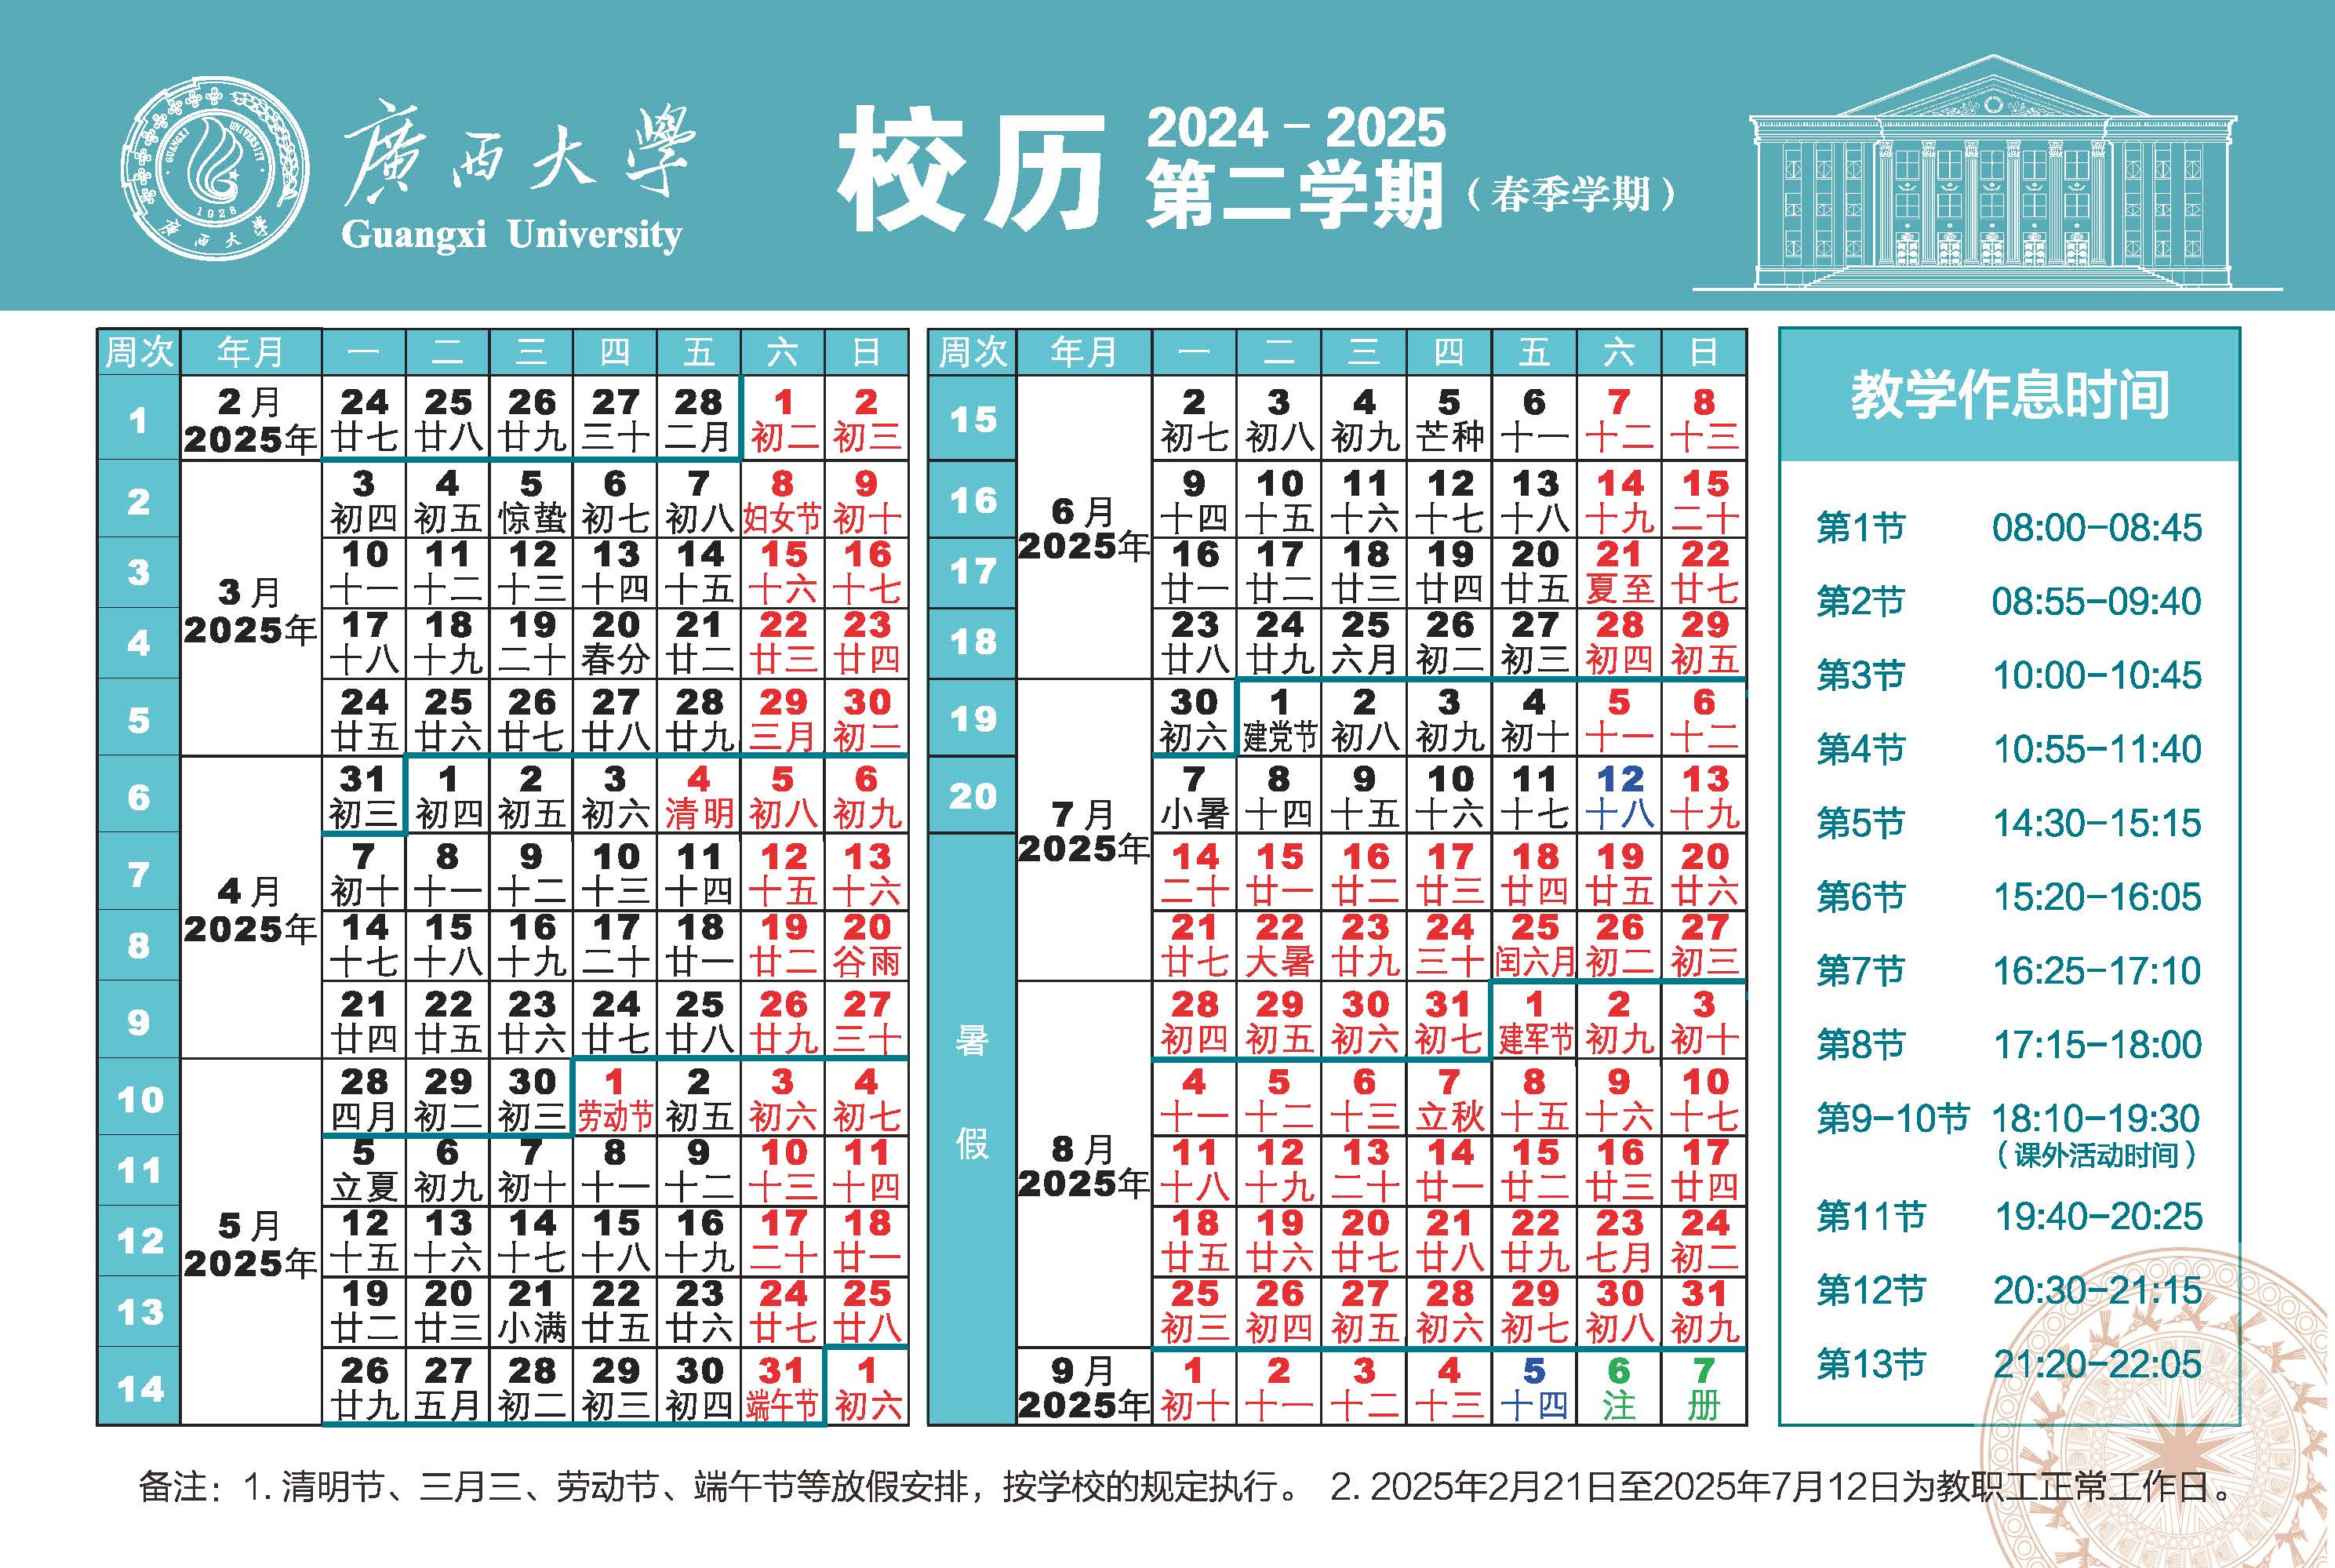 GUANGXI UNIVERSITY
1928
广西大学
廣西大学
Guangxi University
校历
2024-2025
第二学期（春季学期）
周次 年月 一 二 三 四 五 六 日
1 2月 2025年 24 25 26 27 28 1 2
廿七 廿八 廿九 三十 二月 初二 初三
2 3月 2025年 3 4 5 6 7 8 9
初四 初五 惊蛰 初七 初八 妇女节 初十
3 10 11 12 13 14 15 16
十一 十二 十三 十四 十五 十六 十七
4 17 18 19 20 21 22 23
十八 十九 二十 春分 廿二 廿三 廿四
5 24 25 26 27 28 29 30
廿五 廿六 廿七 廿八 廿九 三月 初二
6 4月 2025年 31 1 2 3 4 5 6
初三 初四 初五 初六 清明 初八 初九
7 7 8 9 10 11 12 13
初十 十一 十二 十三 十四 十五 十六
8 14 15 16 17 18 19 20
十七 十八 十九 二十 廿一 廿二 谷雨
9 21 22 23 24 25 26 27
廿四 廿五 廿六 廿七 廿八 廿九 三十
10 5月 2025年 28 29 30 1 2 3 4
四月 初二 初三 劳动节 初五 初六 初七
11 5 6 7 8 9 10 11
立夏 初九 初十 十一 十二 十三 十四
12 12 13 14 15 16 17 18
十五 十六 十七 十八 十九 二十 廿一
13 19 20 21 22 23 24 25
廿二 廿三 小满 廿五 廿六 廿七 廿八
14 26 27 28 29 30 31 1
廿九 五月 初二 初三 初四 端午节 初六
周次 年月 一 二 三 四 五 六 日
15 6月 2025年 2 3 4 5 6 7 8
初七 初八 初九 芒种 十一 十二 十三
16 9 10 11 12 13 14 15
十四 十五 十六 十七 十八 十九 二十
17 16 17 18 19 20 21 22
廿一 廿二 廿三 廿四 廿五 夏至 廿七
18 23 24 25 26 27 28 29
廿八 廿九 六月 初二 初三 初四 初五
19 7月 2025年 30 1 2 3 4 5 6
初六 建党节 初八 初九 初十 十一 十二
20 7 8 9 10 11 12 13
小暑 十四 十五 十六 十七 十八 十九
暑假 14 15 16 17 18 19 20
二十 廿一 廿二 廿三 廿四 廿五 廿六
21 22 23 24 25 26 27
廿七 大暑 廿九 三十 闰六月 初二 初三
8月 2025年 28 29 30 31 1 2 3
初四 初五 初六 初七 建军节 初九 初十
4 5 6 7 8 9 10
十一 十二 十三 立秋 十五 十六 十七
11 12 13 14 15 16 17
十八 十九 二十 廿一 廿二 廿三 廿四
18 19 20 21 22 23 24
廿五 廿六 廿七 廿八 廿九 七月 初二
25 26 27 28 29 30 31
初三 初四 初五 初六 初七 初八 初九
9月 2025年 1 2 3 4 5 6 7
初十 十一 十二 十三 十四 注 册
教学作息时间
第1节 08:00-08:45
第2节 08:55-09:40
第3节 10:00-10:45
第4节 10:55-11:40
第5节 14:30-15:15
第6节 15:20-16:05
第7节 16:25-17:10
第8节 17:15-18:00
第9-10节 18:10-19:30
（课外活动时间）
第11节 19:40-20:25
第12节 20:30-21:15
第13节 21:20-22:05
备注：1. 清明节、三月三、劳动节、端午节等放假安排，按学校的规定执行。 2. 2025年2月21日至2025年7月12日为教职工正常工作日。